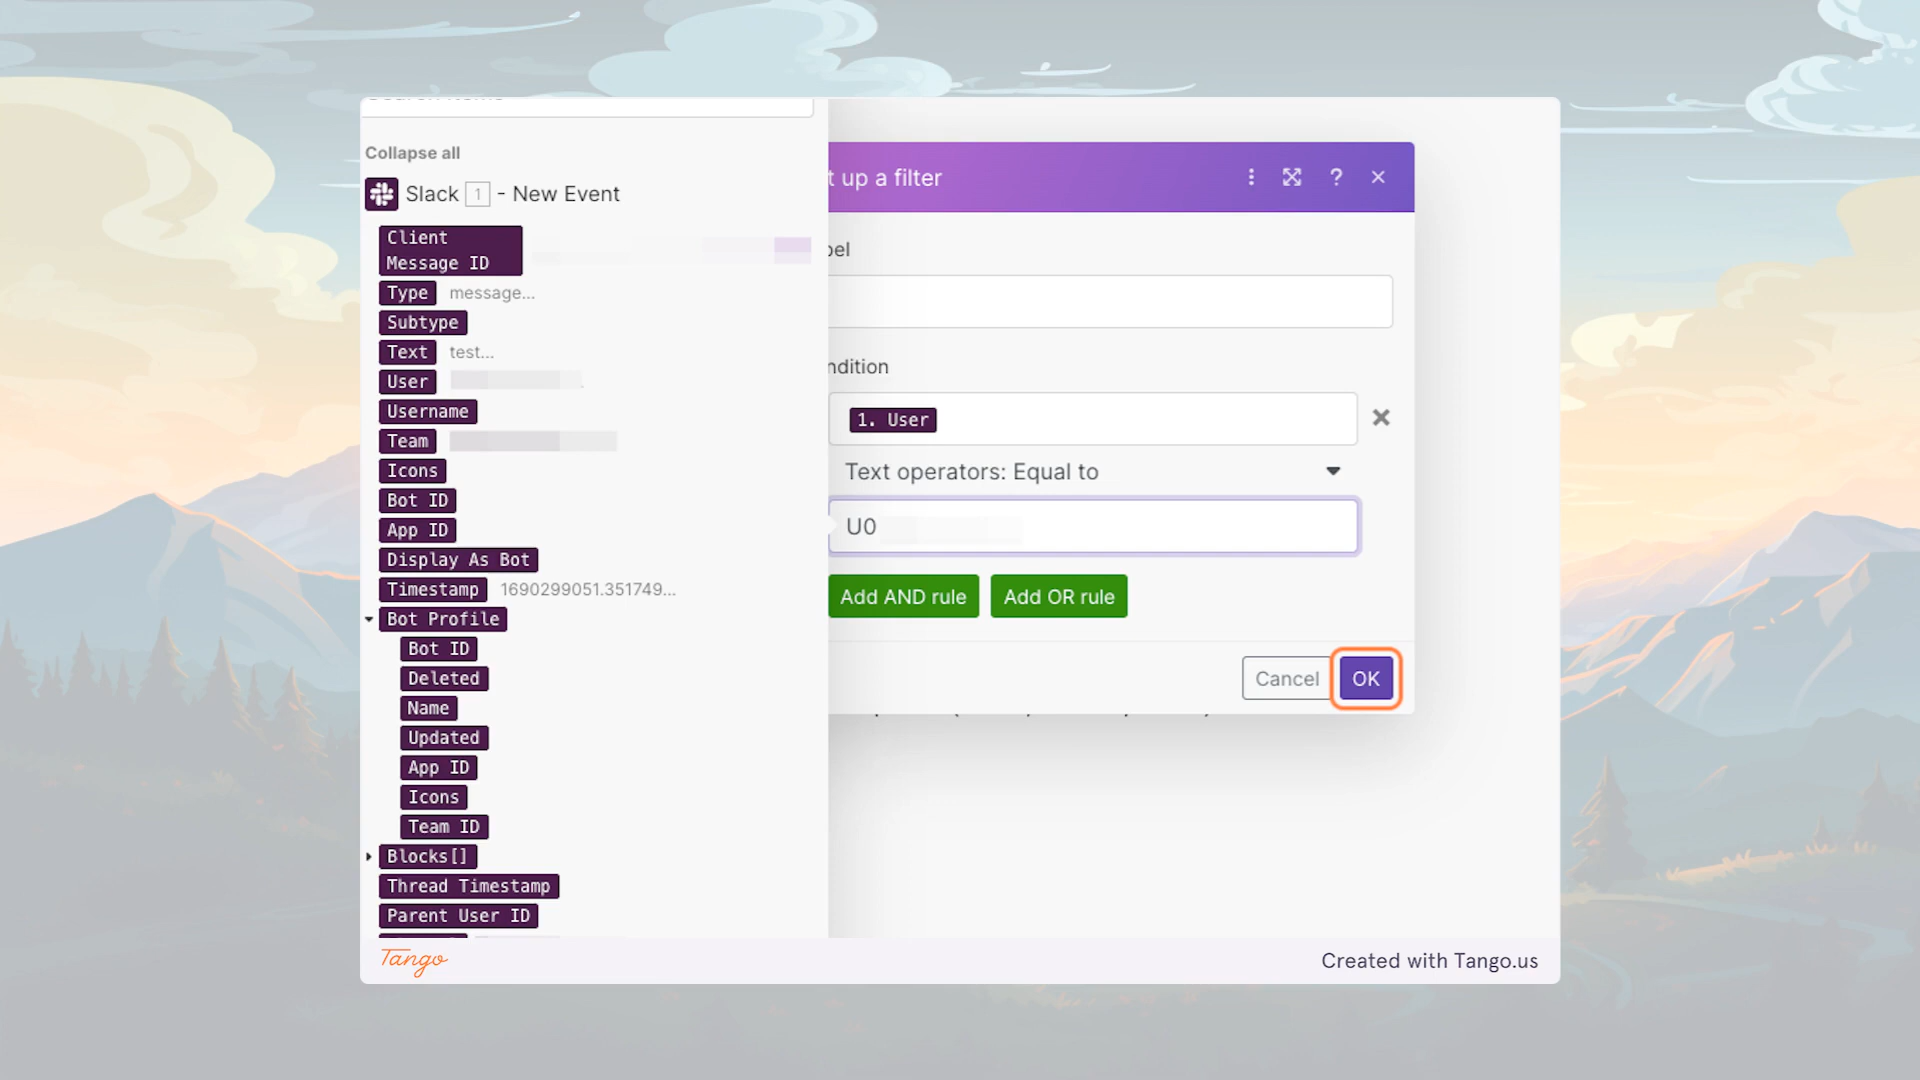 Collapse all
Slack 1 - New Event
Client
Message ID
Type message...
Subtype
Text test...
User
Username
Team
Icons
Bot ID
App ID
Display As Bot
Timestamp 1690299051.351749...
Bot Profile
Bot ID
Deleted
Name
Updated
App ID
Icons
Team ID
Blocks[]
Thread Timestamp
Parent User ID
t up a filter
?
bel
ndition
1. User
Text operators: Equal to
U0
Add AND rule
Add OR rule
Cancel
OK
Tango
Created with Tango.us